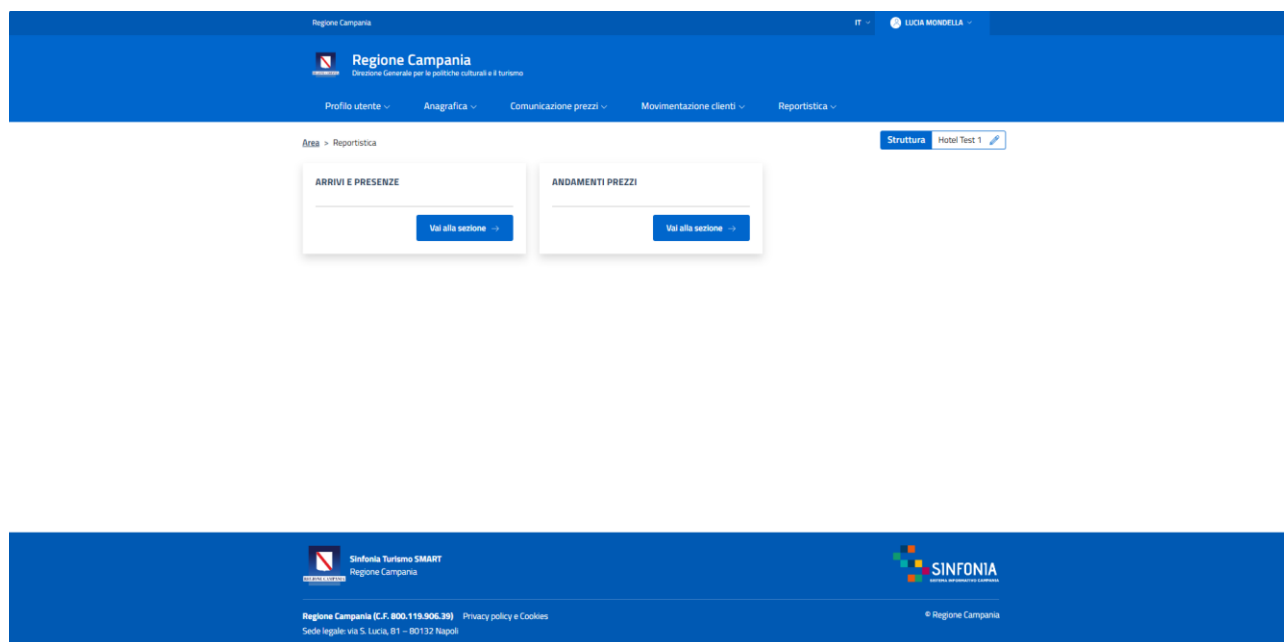 Regione Campania
IT
LUCIA MONDELLA
Regione Campania
Direzione Generale per le politiche culturali e il turismo
Profilo utente
Anagrafica
Comunicazione prezzi
Movimentazione clienti
Reportistica
Area > Reportistica
Struttura
Hotel Test 1
ARRIVI E PRESENZE
Vai alla sezione →
ANDAMENTI PREZZI
Vai alla sezione →
Sinfonia Turismo SMART
Regione Campania
SINFONIA
SISTEMA INFORMATIVO CAMPANIA
Regione Campania (C.F. 800.119.906.39) Privacy policy e Cookies
© Regione Campania
Sede legale: via S. Lucia, 81 – 80132 Napoli